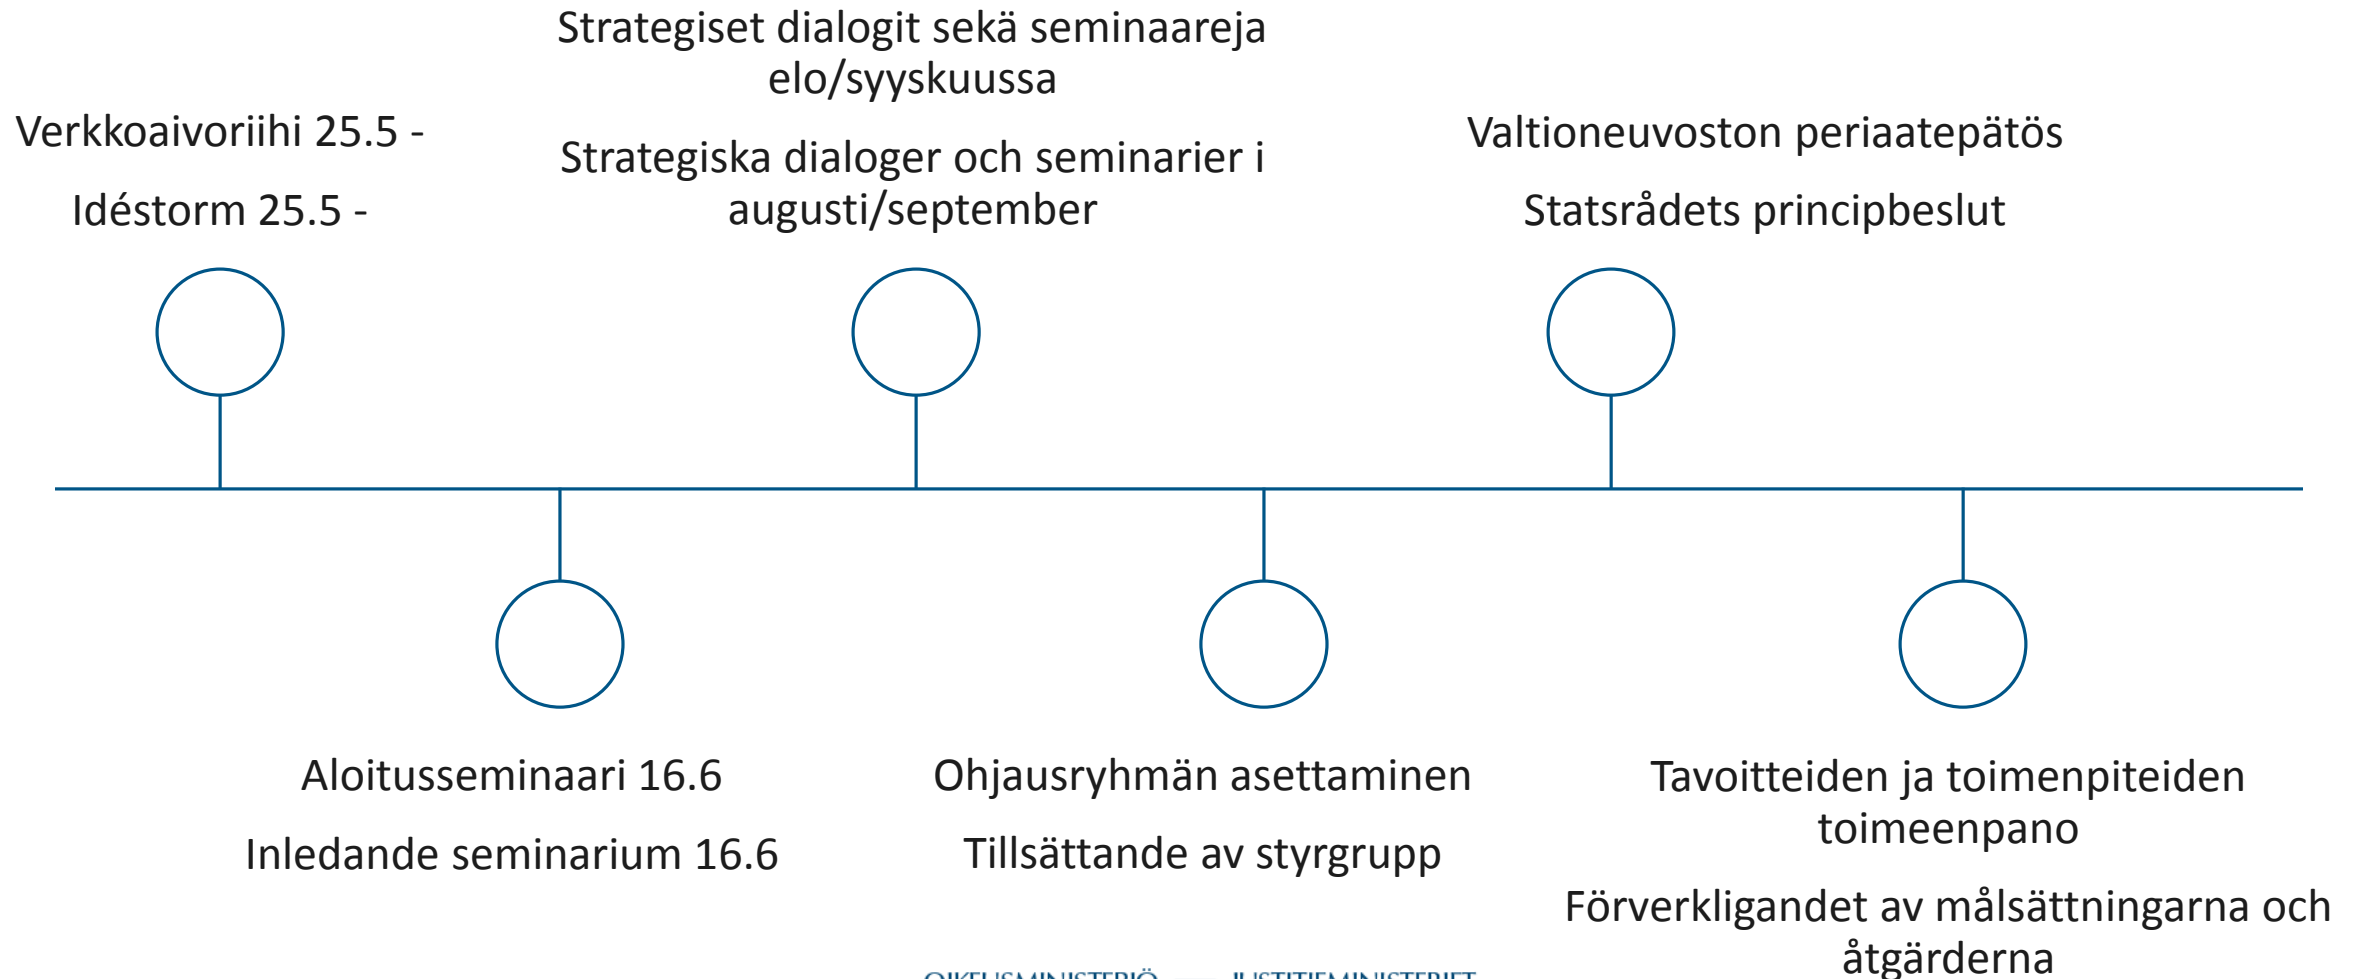 Verkkoaivoriihi 25.5 -
Idéstorm 25.5 -
Aloitusseminaari 16.6
Inledande seminarium 16.6
Strategiset dialogit sekä seminaareja
elo/syyskuussa
Strategiska dialoger och seminarier i
augusti/september
Ohjausryhmän asettaminen
Tillsättande av styrgrupp
Valtioneuvoston periaatepätös
Statsrådets principbeslut
Tavoitteiden ja toimenpiteiden
toimeenpano
Förverkligandet av målsättningarna och
åtgärderna
OIKEUSMINISTERIÖ — JUSTITIEMINISTERIET